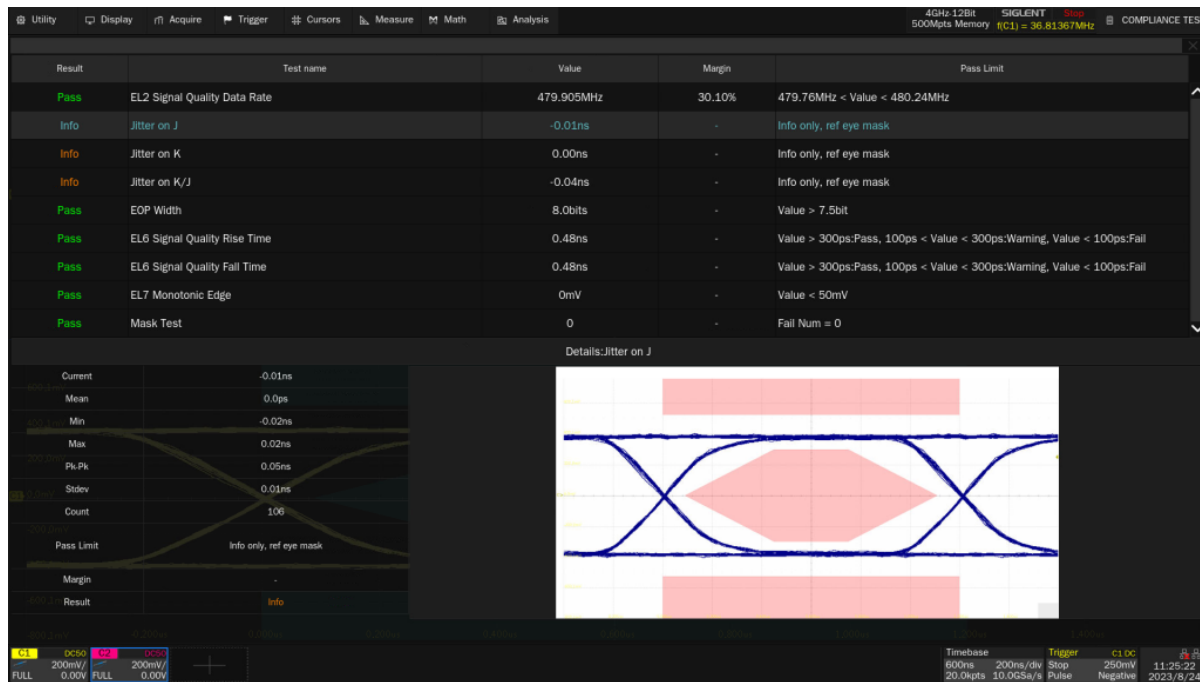 Utility Display Acquire Trigger Cursors Measure Math Analysis
4GHz-12Bit SIGLENT Stop
500Mpts Memory f(C1) = 36.81367MHz COMPLIANCE TES
Result Test name Value Margin Pass Limit
Pass EL2 Signal Quality Data Rate 479.905MHz 30.10% 479.76MHz < Value < 480.24MHz
Info Jitter on J -0.01ns - Info only, ref eye mask
Info Jitter on K 0.00ns - Info only, ref eye mask
Info Jitter on K/J -0.04ns - Info only, ref eye mask
Pass EOP Width 8.0bits - Value > 7.5bit
Pass EL6 Signal Quality Rise Time 0.48ns - Value > 300ps:Pass, 100ps < Value < 300ps:Warning, Value < 100ps:Fail
Pass EL6 Signal Quality Fall Time 0.48ns - Value > 300ps:Pass, 100ps < Value < 300ps:Warning, Value < 100ps:Fail
Pass EL7 Monotonic Edge 0mV - Value < 50mV
Pass Mask Test 0 Fail Num = 0
Details:Jitter on J
Current -0.01ns
Mean 0.0ps
Min -0.02ns
Max 0.02ns
Pk-Pk 0.05ns
Stdev 0.01ns
Count 106
Pass Limit Info only, ref eye mask
Margin -
Result Info
C1 DC50 C2 DC50 Timebase Trigger C1 DC
200mV/ 200mV/ 600ns 200ns/div Stop 250mV 11:25:22
FULL 0.00V FULL 0.00V 20.0kpts 10.0GSa/s Pulse Negative 2023/8/24